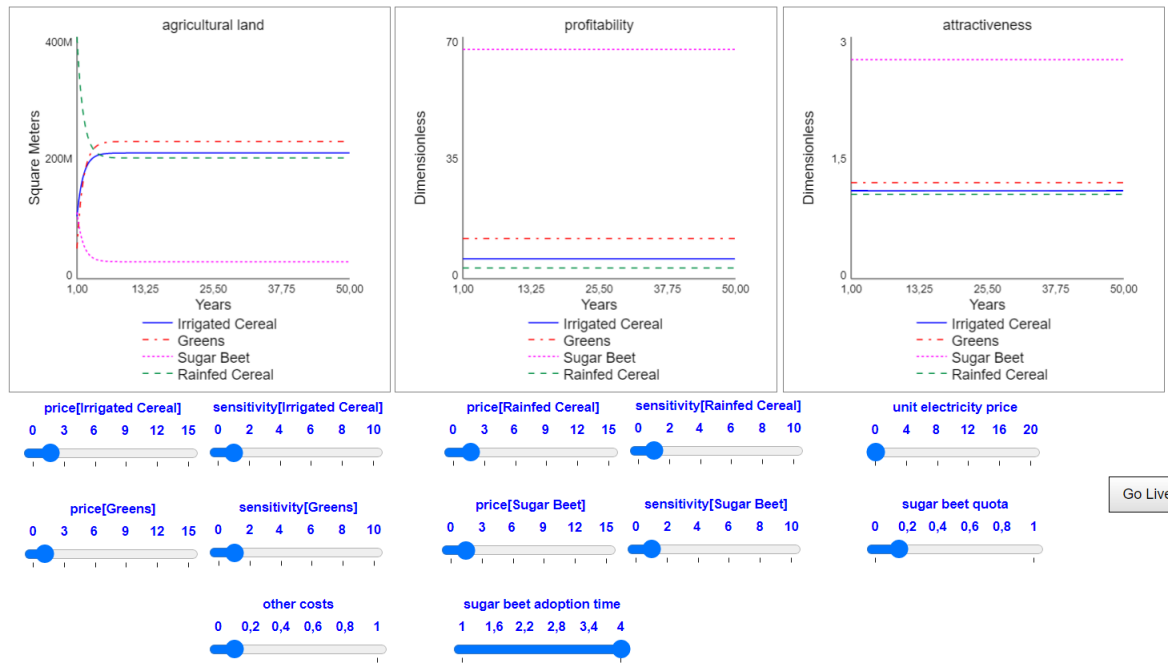 agricultural land
400M
200M
0
Square Meters
1,00 13,25 25,50 37,75 50,00
Years
Irrigated Cereal
Greens
Sugar Beet
Rainfed Cereal
profitability
70
35
0
Dimensionless
1,00 13,25 25,50 37,75 50,00
Years
Irrigated Cereal
Greens
Sugar Beet
Rainfed Cereal
attractiveness
3
1,5
0
Dimensionless
1,00 13,25 25,50 37,75 50,00
Years
Irrigated Cereal
Greens
Sugar Beet
Rainfed Cereal
price[Irrigated Cereal]
0 3 6 9 12 15
sensitivity[Irrigated Cereal]
0 2 4 6 8 10
price[Rainfed Cereal]
0 3 6 9 12 15
sensitivity[Rainfed Cereal]
0 2 4 6 8 10
unit electricity price
0 4 8 12 16 20
Go Live
price[Greens]
0 3 6 9 12 15
sensitivity[Greens]
0 2 4 6 8 10
price[Sugar Beet]
0 3 6 9 12 15
sensitivity[Sugar Beet]
0 2 4 6 8 10
sugar beet quota
0 0,2 0,4 0,6 0,8 1
other costs
0 0,2 0,4 0,6 0,8 1
sugar beet adoption time
1 1,6 2,2 2,8 3,4 4